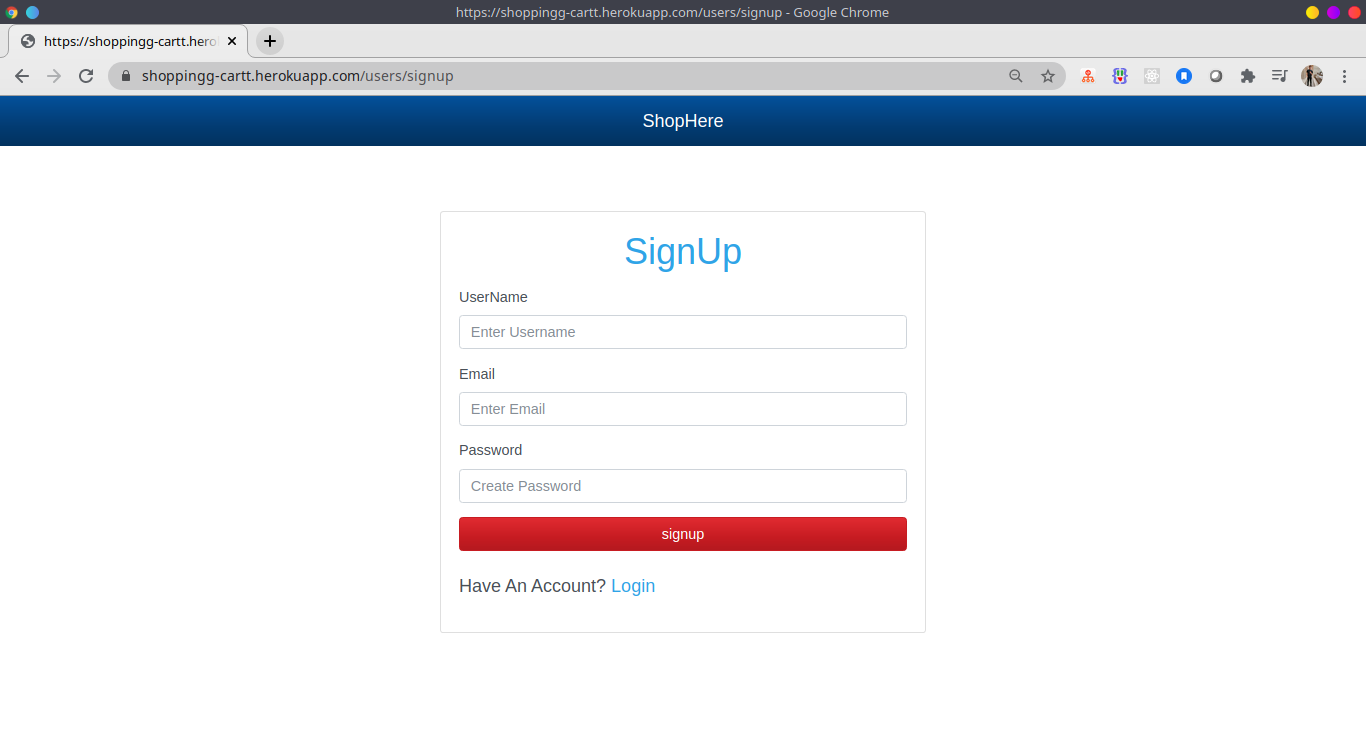 https://shoppingg-cartt.herokuapp.com/users/signup - Google Chrome
https://shoppingg-cartt.hero
shoppingg-cartt.herokuapp.com/users/signup
ShopHere
SignUp
UserName
Enter Username
Email
Enter Email
Password
Create Password
signup
Have An Account? Login